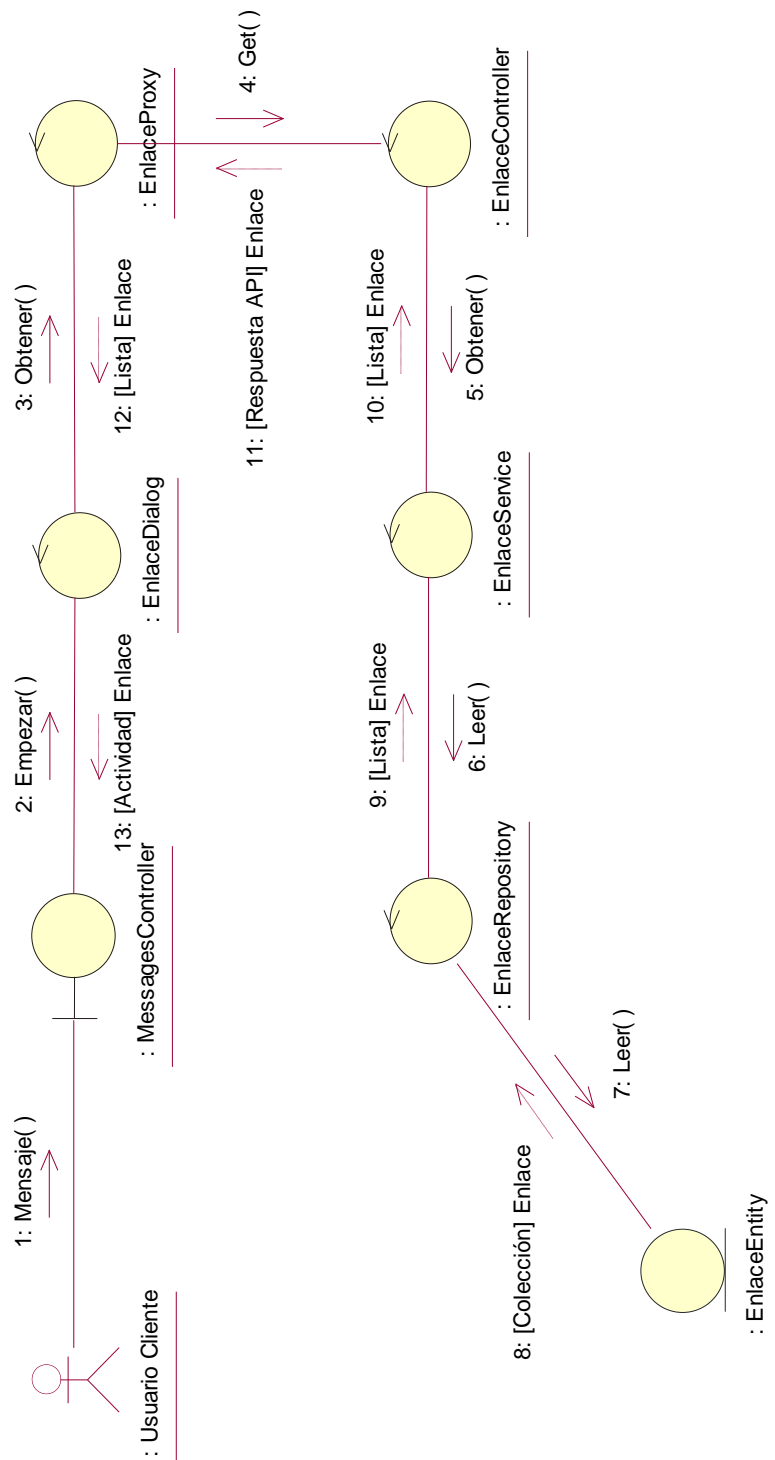 1: Mensaje( )
2: Empezar( )
3: Obtener( )
13: [Actividad] Enlace
12: [Lista] Enlace
: Usuario Cliente
: MessagesController
: EnlaceDialog
: EnlaceProxy
4: Get( )
11: [Respuesta API] Enlace
9: [Lista] Enlace
10: [Lista] Enlace
6: Leer( )
5: Obtener( )
: EnlaceRepository
: EnlaceService
: EnlaceController
8: [Colección] Enlace
7: Leer( )
: EnlaceEntity